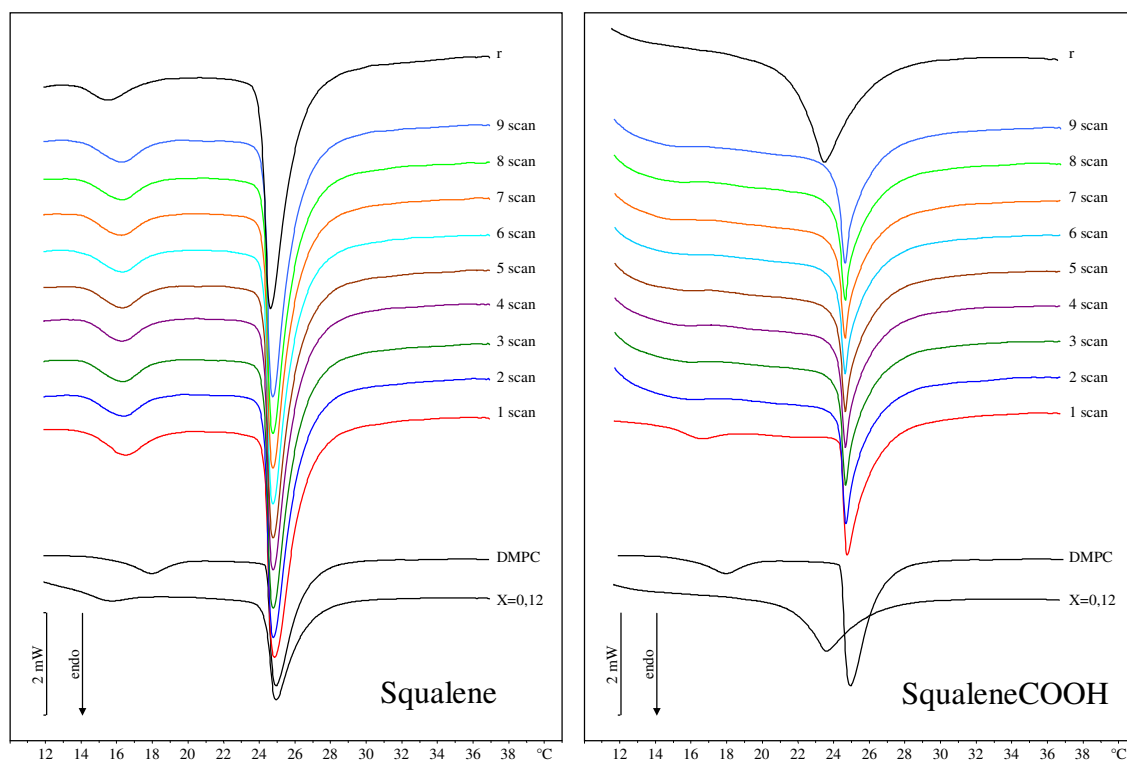 r
9 scan
8 scan
7 scan
6 scan
5 scan
4 scan
3 scan
2 scan
1 scan
DMPC
X=0,12
2 mW
endo
Squalene
12 14 16 18 20 22 24 26 28 30 32 34 36 38 °C
r
9 scan
8 scan
7 scan
6 scan
5 scan
4 scan
3 scan
2 scan
1 scan
DMPC
X=0,12
2 mW
endo
SqualeneCOOH
12 14 16 18 20 22 24 26 28 30 32 34 36 38 °C